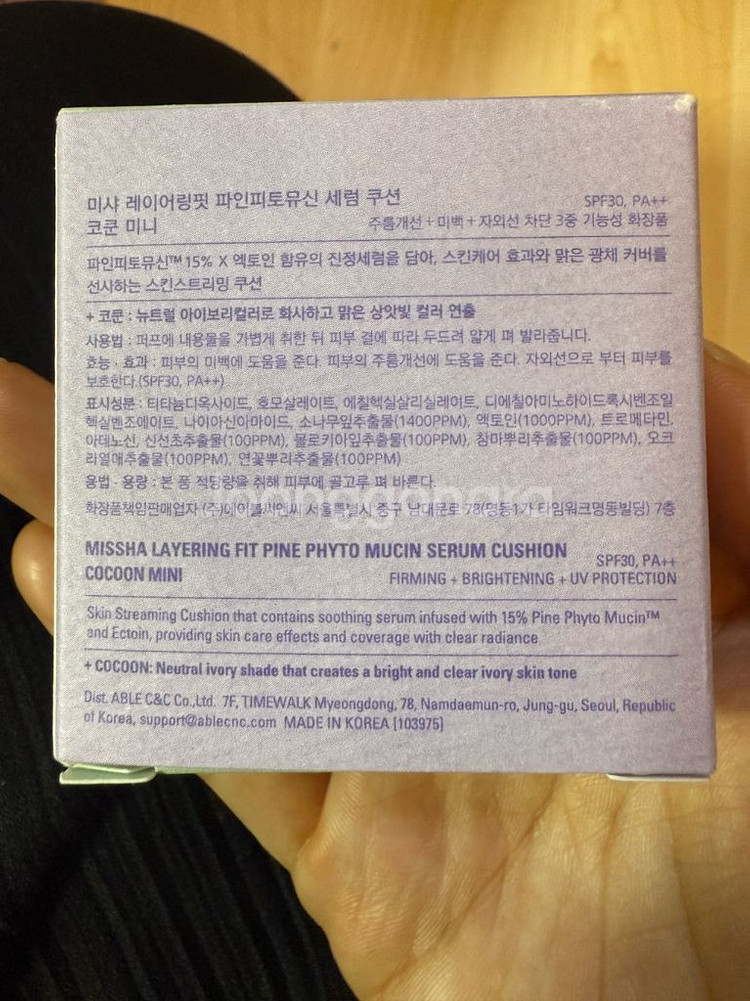 미샤 레이어링핏 파인피토뮤신 세럼 쿠션 SPF30, PA++
코쿤 미니 주름개선 + 미백 + 자외선 차단 3중 기능성 화장품
파인피토뮤신™ 15% X 엑토인 함유의 진정세럼을 담아, 스킨케어 효과와 맑은 광채 커버를
선사하는 스킨스트리밍 쿠션
+ 코쿤 : 뉴트럴 아이보리컬러로 화사하고 맑은 상앗빛 컬러 연출
사용법 : 퍼프에 내용물을 가볍게 취한 뒤 피부 결에 따라 두드려 얇게 펴 발라줍니다.
효능 · 효과 : 피부의 미백에 도움을 준다. 피부의 주름개선에 도움을 준다. 자외선으로 부터 피부를
보호한다.(SPF30, PA++)
표시성분 : 티타늄디옥사이드, 호모살레이트, 에칠헥실살리실레이트, 디에칠아미노하이드록시벤조일
헥실벤조에이트, 나이아신아마이드, 소나무잎추출물(1400PPM), 엑토인(1000PPM), 트로메타민,
아데노신, 신선초추출물(100PPM), 몰로키아잎추출물(100PPM), 참마뿌리추출물(100PPM), 오크
라열매추출물(100PPM), 연꽃뿌리추출물(100PPM)
용법 · 용량 : 본 품 적당량을 취해 피부에 골고루 펴 바른다.
화장품책임판매업자 (주)에이블씨엔씨 서울특별시 중구 남대문로 78(명동1가 타임워크명동빌딩) 7층
MISSHA LAYERING FIT PINE PHYTO MUCIN SERUM CUSHION SPF30, PA++
COCOON MINI FIRMING + BRIGHTENING + UV PROTECTION
Skin Streaming Cushion that contains soothing serum infused with 15% Pine Phyto Mucin™
and Ectoin, providing skin care effects and coverage with clear radiance
+ COCOON: Neutral ivory shade that creates a bright and clear ivory skin tone
Dist. ABLE C&C Co.,Ltd. 7F, TIMEWALK Myeongdong, 78, Namdaemun-ro, Jung-gu, Seoul, Republic
of Korea, support@ablecnc.com MADE IN KOREA [103975]